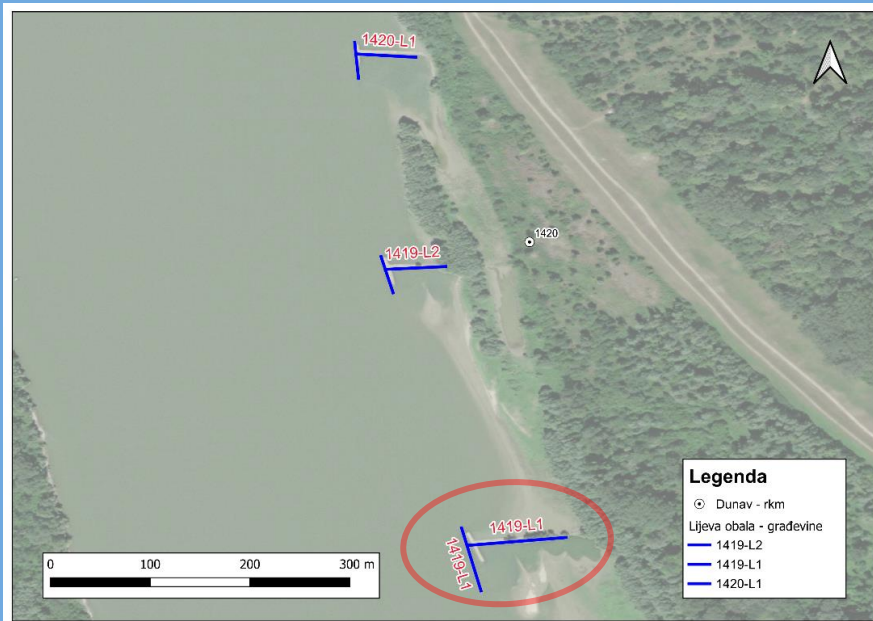 1420-L1
1420
1419-L2
1419-L1
1419-L1
0 100 200 300 m
Legenda
Dunav - rkm
Lijeva obala - građevine
1419-L2
1419-L1
1420-L1